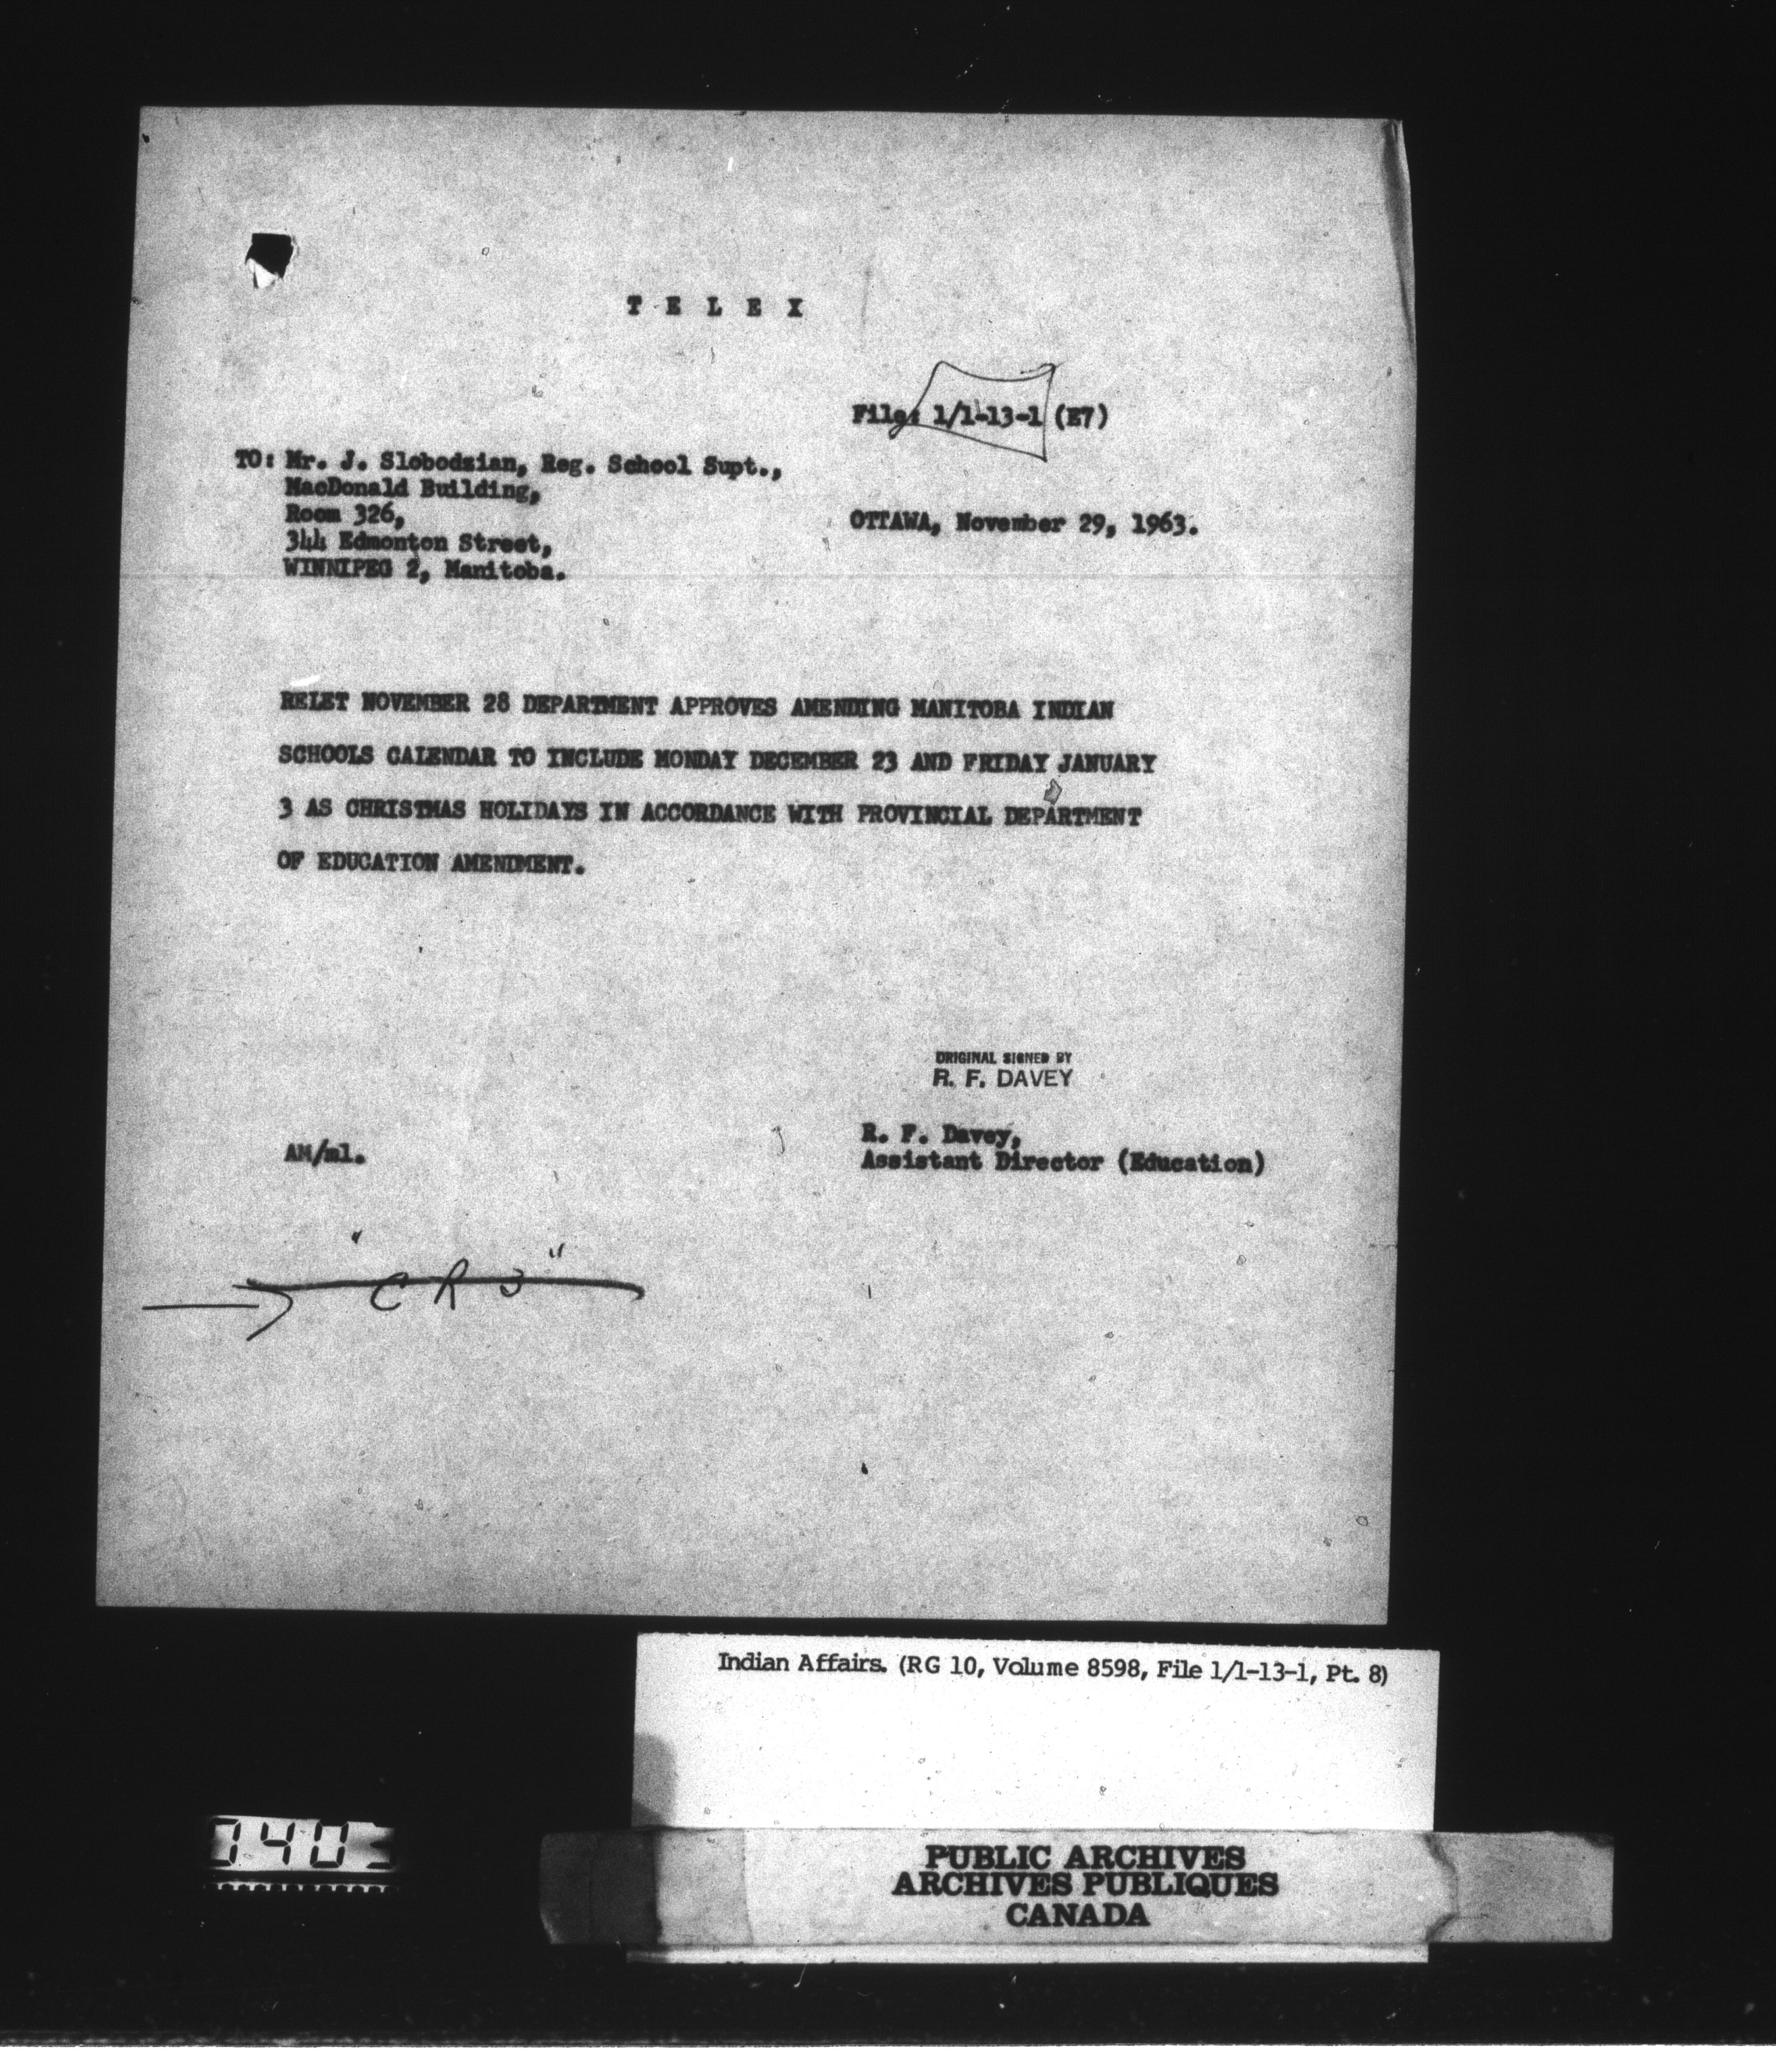 T E L E X
File: 1/1-13-1 (E7)
TO: Mr. J. Slobodzian, Reg. School Supt.,
MacDonald Building,
Room 326,
344 Edmonton Street,
WINNIPEG 2, Manitoba.
OTTAWA, November 29, 1963.
RELET NOVEMBER 28 DEPARTMENT APPROVES AMENDING MANITOBA INDIAN
SCHOOLS CALENDAR TO INCLUDE MONDAY DECEMBER 23 AND FRIDAY JANUARY
3 AS CHRISTMAS HOLIDAYS IN ACCORDANCE WITH PROVINCIAL DEPARTMENT
OF EDUCATION AMENDMENT.
ORIGINAL SIGNED BY
R. F. DAVEY
R. F. Davey,
Assistant Director (Education)
AM/ml.
"C R 3"
Indian Affairs. (RG 10, Volume 8598, File 1/1-13-1, Pt. 8)
7403
PUBLIC ARCHIVES
ARCHIVES PUBLIQUES
CANADA